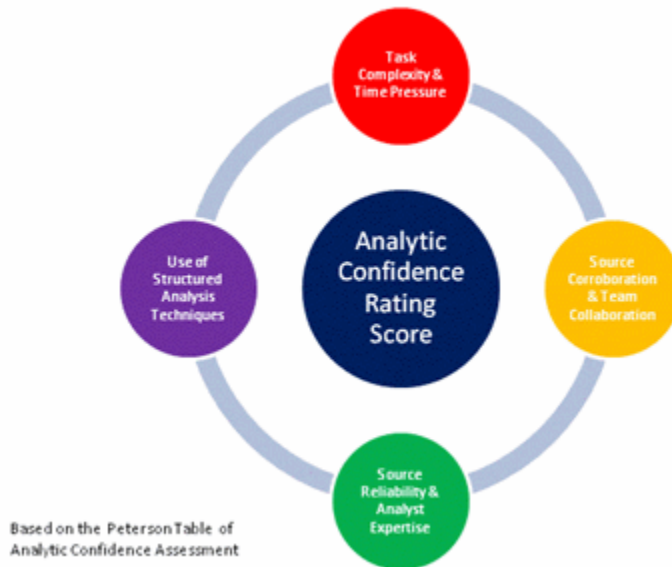 Task
Complexity &
Time Pressure
Analytic
Confidence
Rating
Score
Use of
Structured
Analysis
Techniques
Source
Corroboration
& Team
Collaboration
Source
Reliability &
Analyst
Expertise
Based on the Peterson Table of
Analytic Confidence Assessment